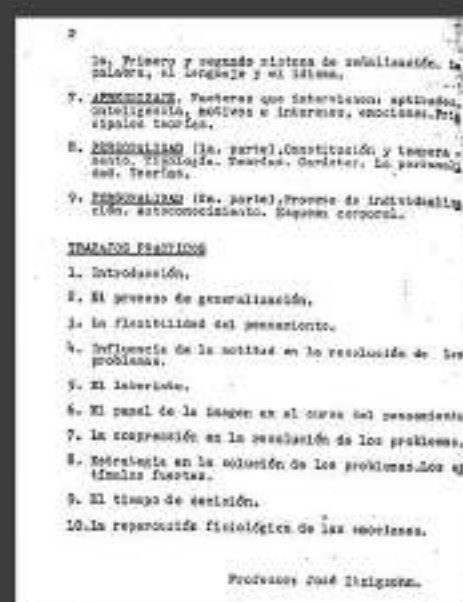 2
la. Primero y segundo sistema de señalización. La
palabra, el lenguaje y el idioma.
7. APRENDIZAJE. Factores que intervienen: aptitudes,
inteligencia, motivos e intereses, emociones. Prin
cipales teorías.
8. PERSONALIDAD (1a. parte). Constitución y tempera
mento. Tipología. Teorías. Carácter. La personali
dad. Teorías.
9. PERSONALIDAD (2a. parte). Proceso de individualiza
ción. Autoconocimiento. Esquema corporal.
TRABAJOS PRACTICOS
1. Introducción.
2. El proceso de generalización.
3. La flexibilidad del pensamiento.
4. Influencia de la actitud en la resolución de los
problemas.
5. El laberinto.
6. El papel de la imagen en el curso del pensamiento
7. La comprensión en la resolución de los problemas.
8. Estrategia en la solución de los problemas. Los
tímulos fuertes.
9. El tiempo de decisión.
10. La repercusión fisiológica de las emociones.
Profesor: José Itzigsohn.